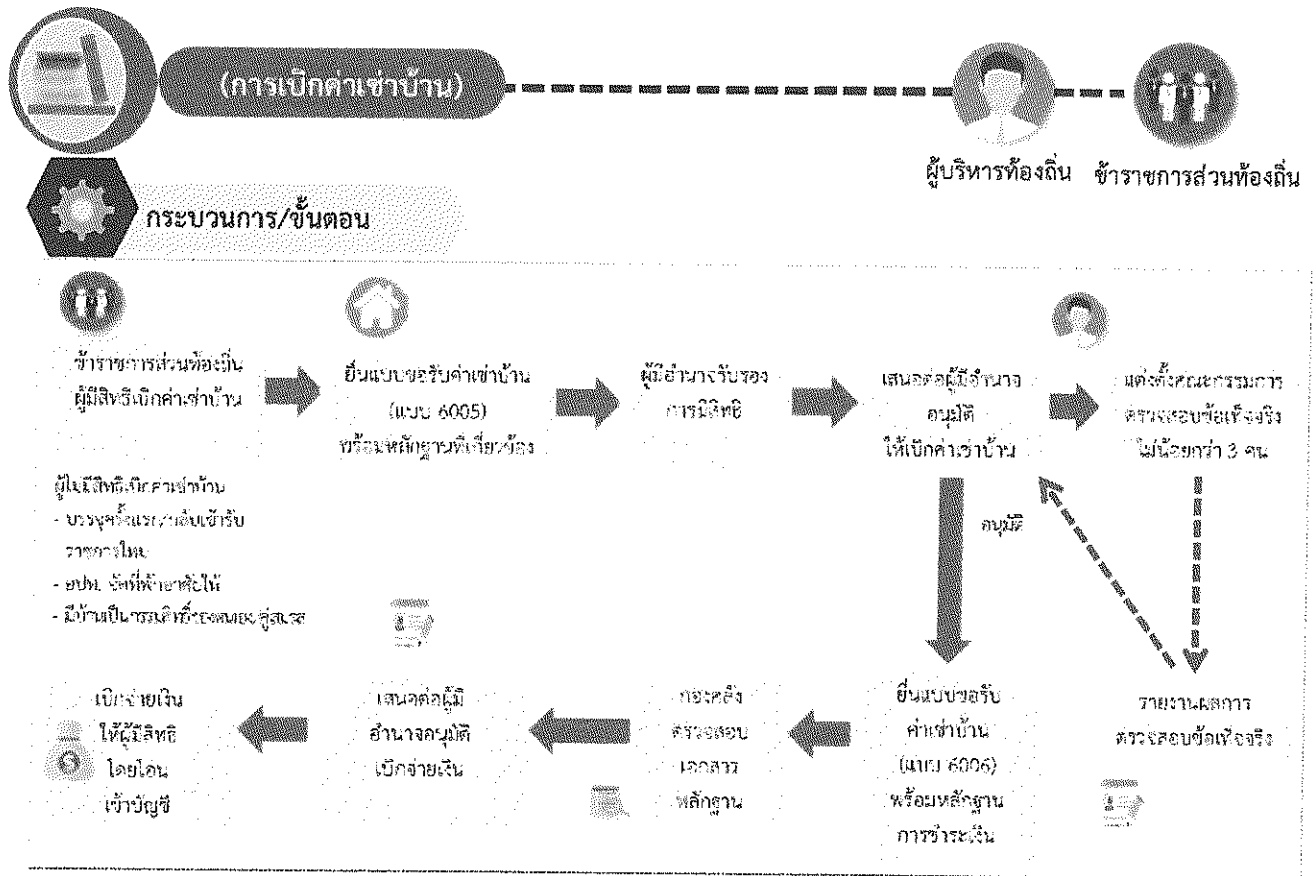 (การเบิกค่าเช่าบ้าน)
ผู้บริหารท้องถิ่น
ข้าราชการส่วนท้องถิ่น
กระบวนการ/ขั้นตอน
ข้าราชการส่วนท้องถิ่น
ผู้มีสิทธิเบิกค่าเช่าบ้าน
ยื่นแบบขอรับค่าเช่าบ้าน
(แบบ 6005)
พร้อมหลักฐานที่เกี่ยวข้อง
ผู้มีอำนาจรับรอง
การมีสิทธิ
เสนอต่อผู้มีอำนาจ
อนุมัติ
ให้เบิกค่าเช่าบ้าน
แต่งตั้งคณะกรรมการ
ตรวจสอบข้อเท็จจริง
ไม่น้อยกว่า 3 คน
ผู้ไม่มีสิทธิเบิกค่าเช่าบ้าน
- บรรจุครั้งแรก/กลับเข้ารับ
ราชการใหม่
- อปท. จัดที่พักอาศัยให้
- มีบ้านเป็นกรรมสิทธิ์ของตนเอง คู่สมรส
อนุมัติ
รายงานผลการ
ตรวจสอบข้อเท็จจริง
ยื่นแบบขอรับ
ค่าเช่าบ้าน
(แบบ 6006)
พร้อมหลักฐาน
การชำระเงิน
กองคลัง
ตรวจสอบ
เอกสาร
หลักฐาน
เสนอต่อผู้มี
อำนาจอนุมัติ
เบิกจ่ายเงิน
เบิกจ่ายเงิน
ให้ผู้มีสิทธิ
โดยโอน
เข้าบัญชี